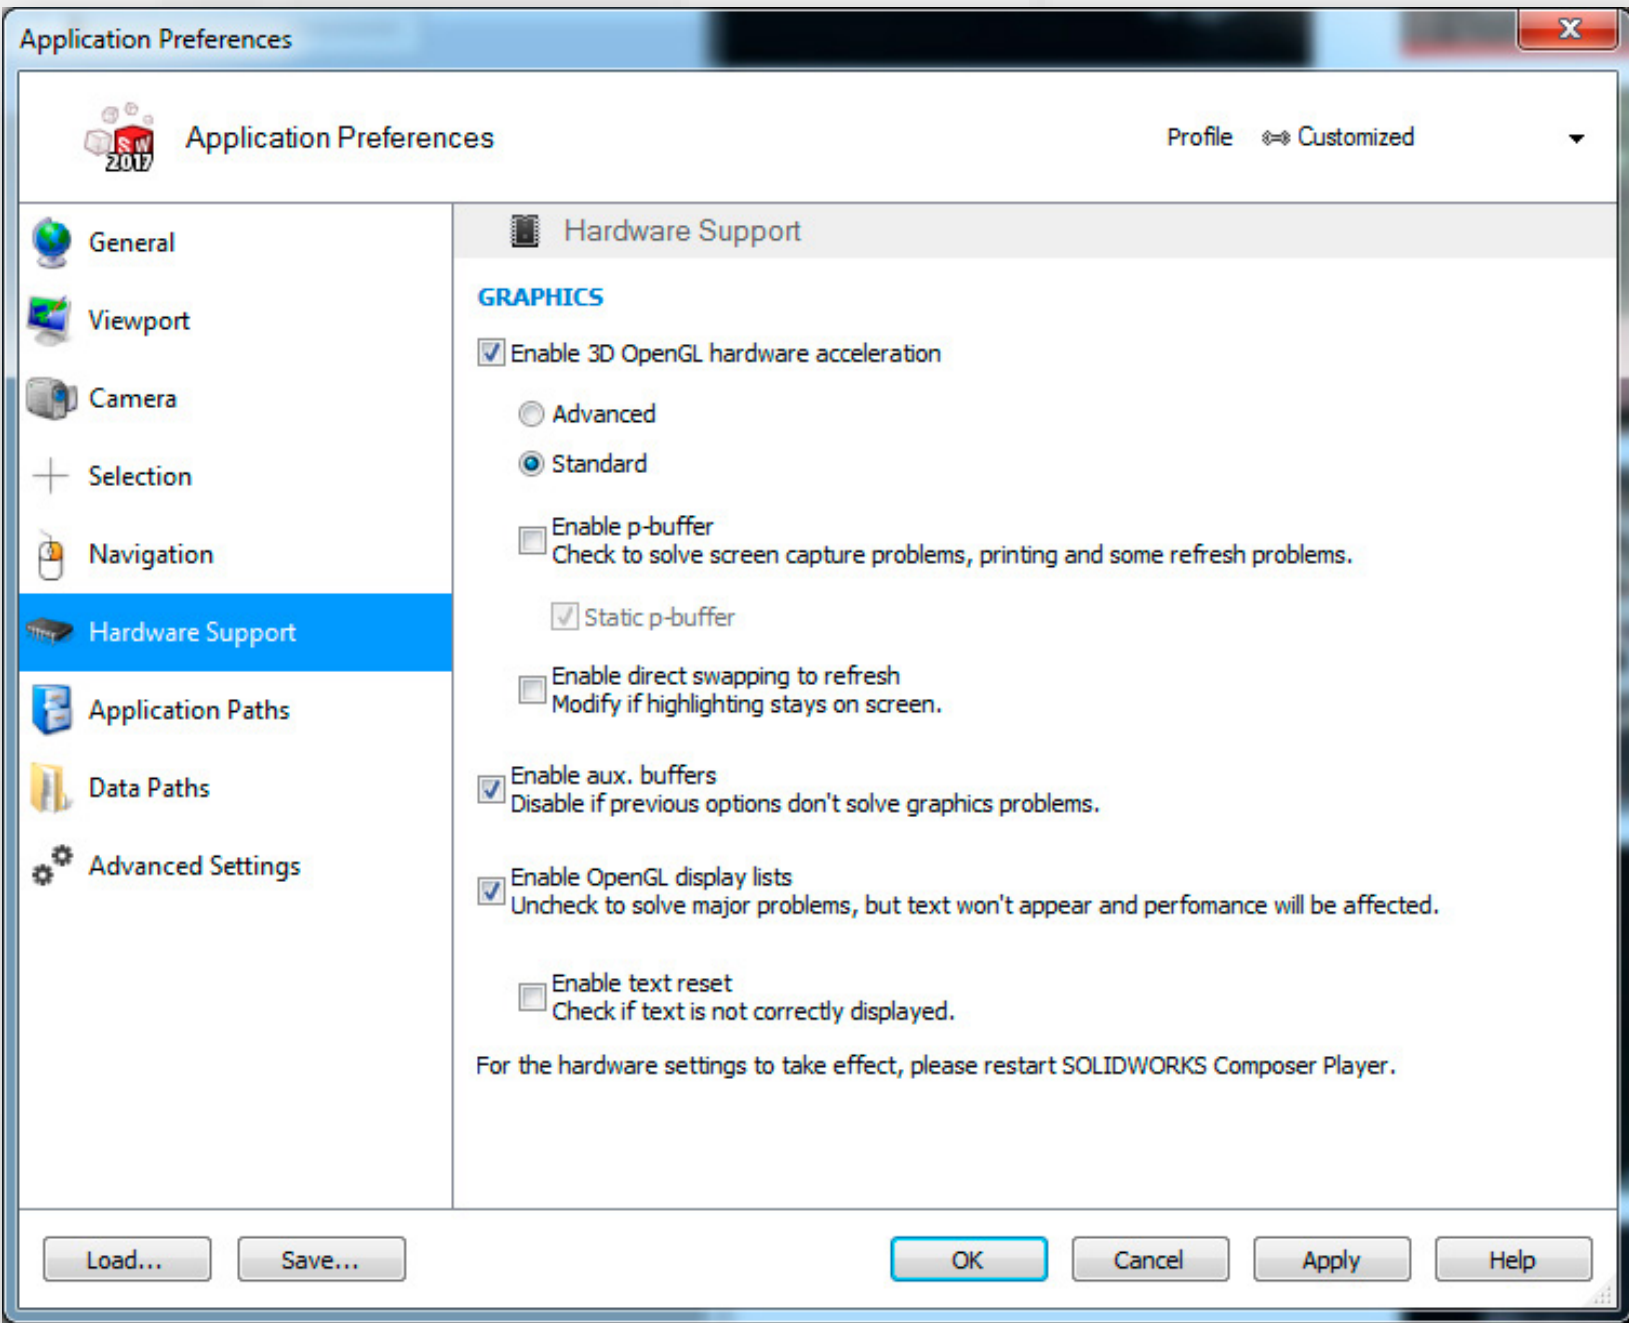 Application Preferences
SW
2017
Application Preferences
Profile Customized
General
Viewport
Camera
Selection
Navigation
Hardware Support
Application Paths
Data Paths
Advanced Settings
Hardware Support
GRAPHICS
Enable 3D OpenGL hardware acceleration
Advanced
Standard
Enable p-buffer
Check to solve screen capture problems, printing and some refresh problems.
Static p-buffer
Enable direct swapping to refresh
Modify if highlighting stays on screen.
Enable aux. buffers
Disable if previous options don't solve graphics problems.
Enable OpenGL display lists
Uncheck to solve major problems, but text won't appear and perfomance will be affected.
Enable text reset
Check if text is not correctly displayed.
For the hardware settings to take effect, please restart SOLIDWORKS Composer Player.
Load...
Save...
OK
Cancel
Apply
Help